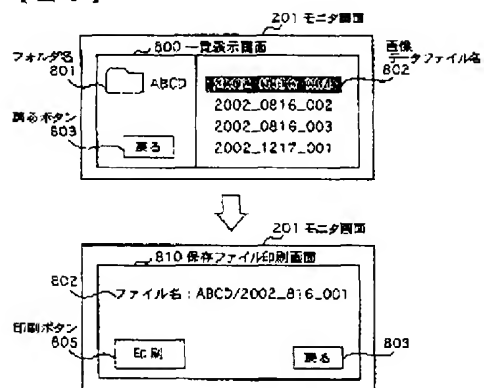 201 モニタ画面
800 一覧表示画面
フォルダ名
801
ABCD
画像
データファイル名
802
2002_0816_002
2002_0816_003
2002_1217_001
戻るボタン
803
戻る
201 モニタ画面
810 保存ファイル印刷画面
802
ファイル名:ABCD/2002_816_001
印刷ボタン
805
印刷
戻る
803